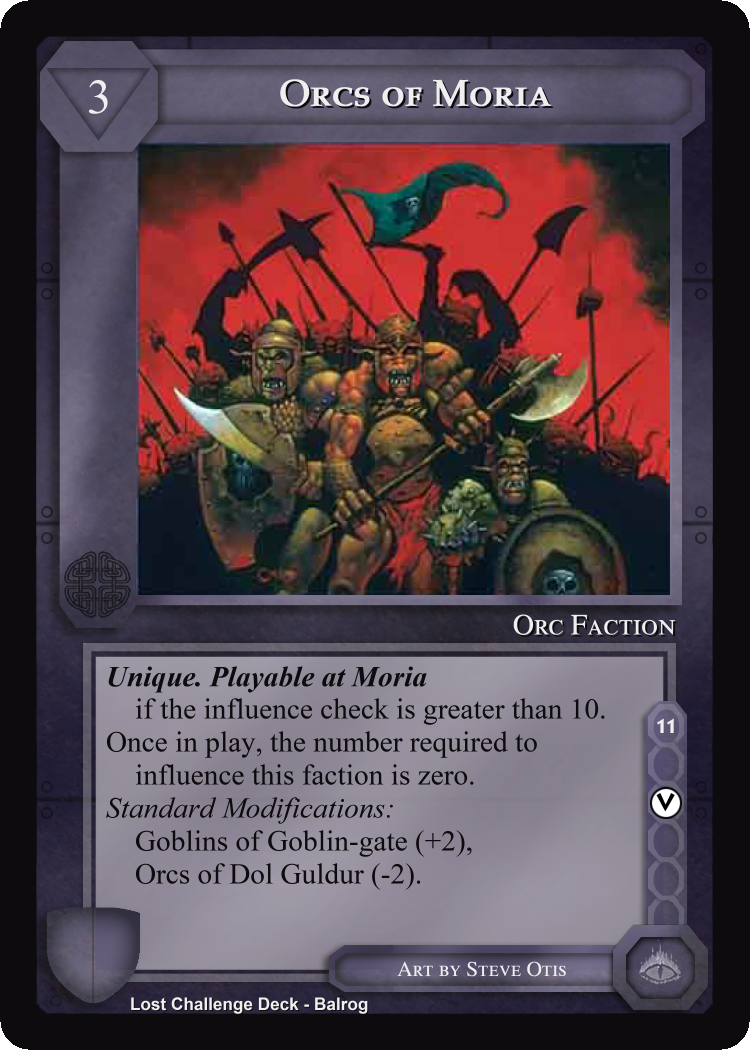 3
Orcs of Moria
Orc Faction
Unique. Playable at Moria
if the influence check is greater than 10.
Once in play, the number required to
influence this faction is zero.
Standard Modifications:
Goblins of Goblin-gate (+2),
Orcs of Dol Guldur (-2).
11
V
Art by Steve Otis
Lost Challenge Deck - Balrog